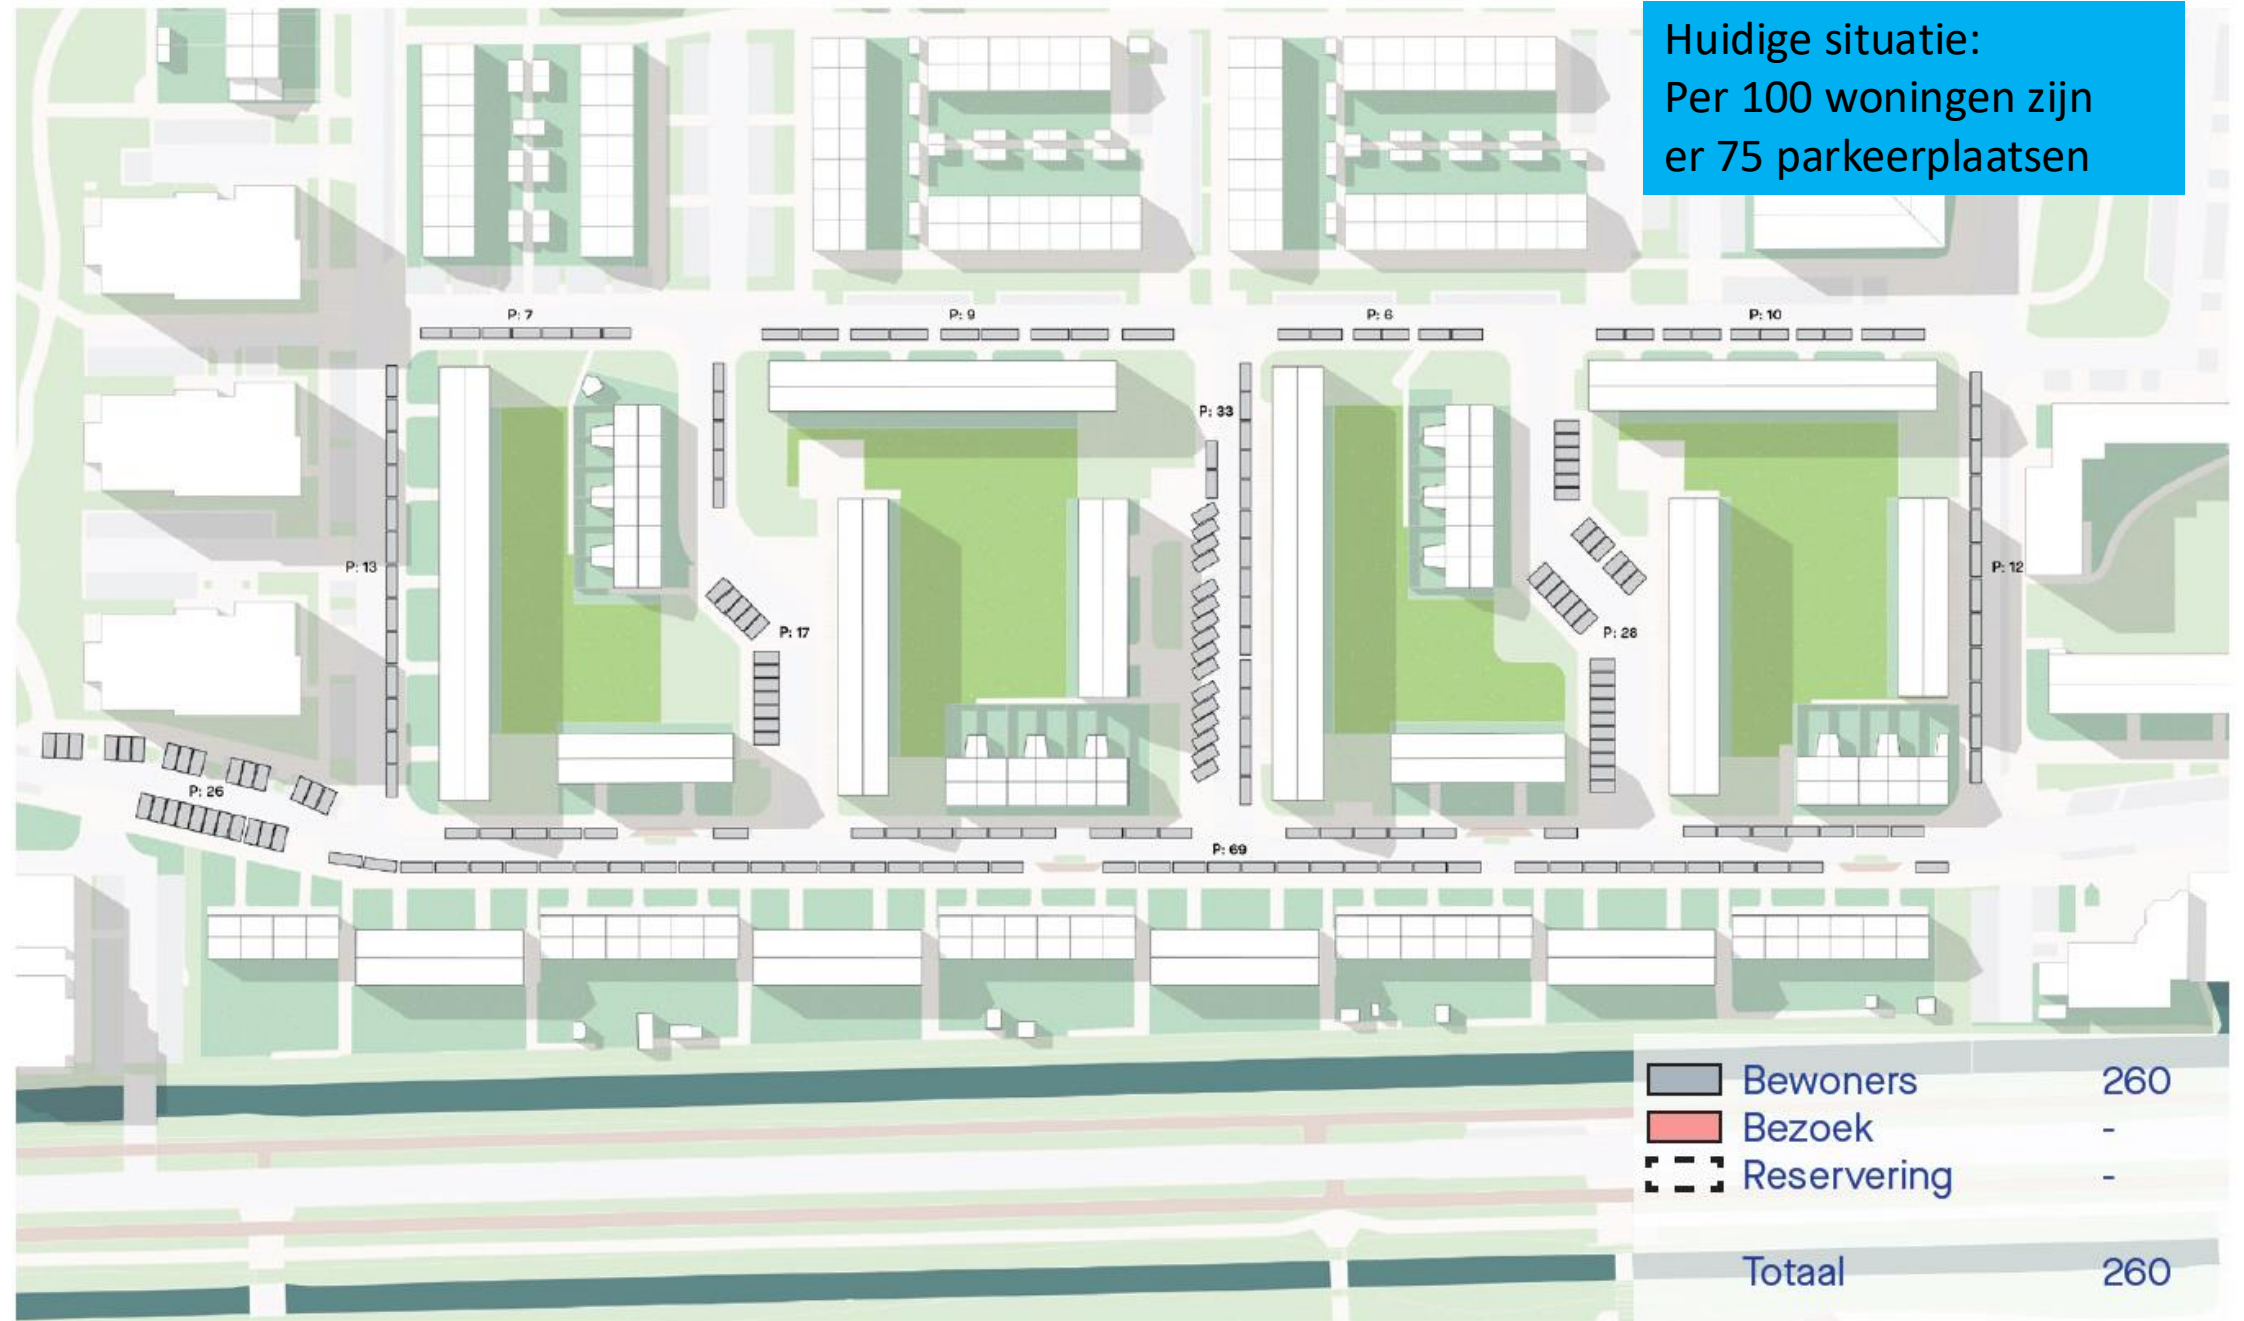 Huidige situatie:
Per 100 woningen zijn
er 75 parkeerplaatsen
P: 7
P: 9
P: 6
P: 10
P: 33
P: 13
P: 12
P: 17
P: 28
P: 26
P: 69
Bewoners 260
Bezoek -
Reservering -
Totaal 260